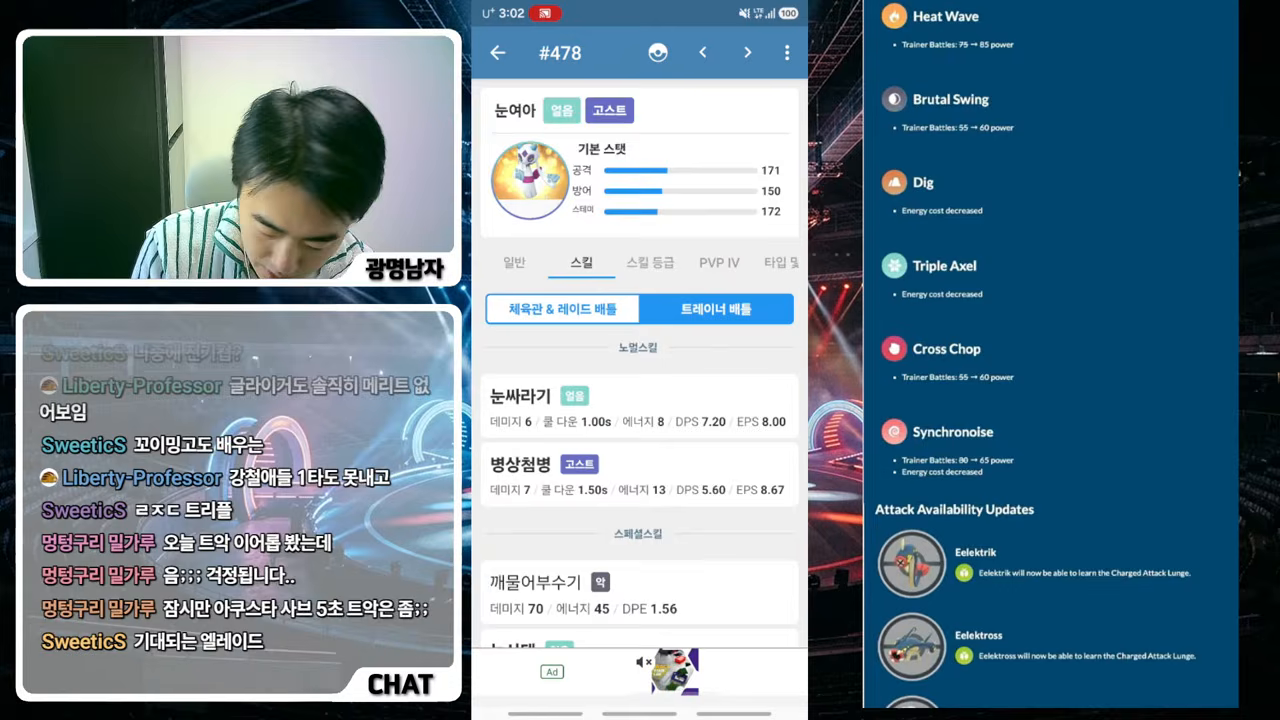 광명남자
SweeticS 나중에 전기랍?
Liberty-Professor 글라이거도 솔직히 메리트 없
어보임
SweeticS 꼬이밍고도 배우는
Liberty-Professor 강철애들 1타도 못내고
SweeticS ㄹㅈㄷ 트리플
멍텅구리 밀가루 오늘 트악 이어롭 봤는데
멍텅구리 밀가루 음;;; 걱정됩니다..
멍텅구리 밀가루 잠시만 아쿠스타 사브 5초 트악은 좀;;
SweeticS 기대되는 엘레이드
CHAT
U+ 3:02 LTE 100
#478
눈여아 얼음 고스트
기본 스탯
공격 171
방어 150
스테미 172
일반 스킬 스킬 등급 PVP IV 타입 및
체육관 & 레이드 배틀 트레이너 배틀
노멀스킬
눈싸라기 얼음
데미지 6 / 쿨 다운 1.00s / 에너지 8 / DPS 7.20 / EPS 8.00
병상첨병 고스트
데미지 7 / 쿨 다운 1.50s / 에너지 13 / DPS 5.60 / EPS 8.67
스페셜스킬
깨물어부수기 악
데미지 70 / 에너지 45 / DPE 1.56
Ad
Heat Wave
• Trainer Battles: 75 → 85 power
Brutal Swing
• Trainer Battles: 55 → 60 power
Dig
• Energy cost decreased
Triple Axel
• Energy cost decreased
Cross Chop
• Trainer Battles: 55 → 60 power
Synchronoise
• Trainer Battles: 80 → 65 power
• Energy cost decreased
Attack Availability Updates
Eelektrik
Eelektrik will now be able to learn the Charged Attack Lunge.
Eelektross
Eelektross will now be able to learn the Charged Attack Lunge.